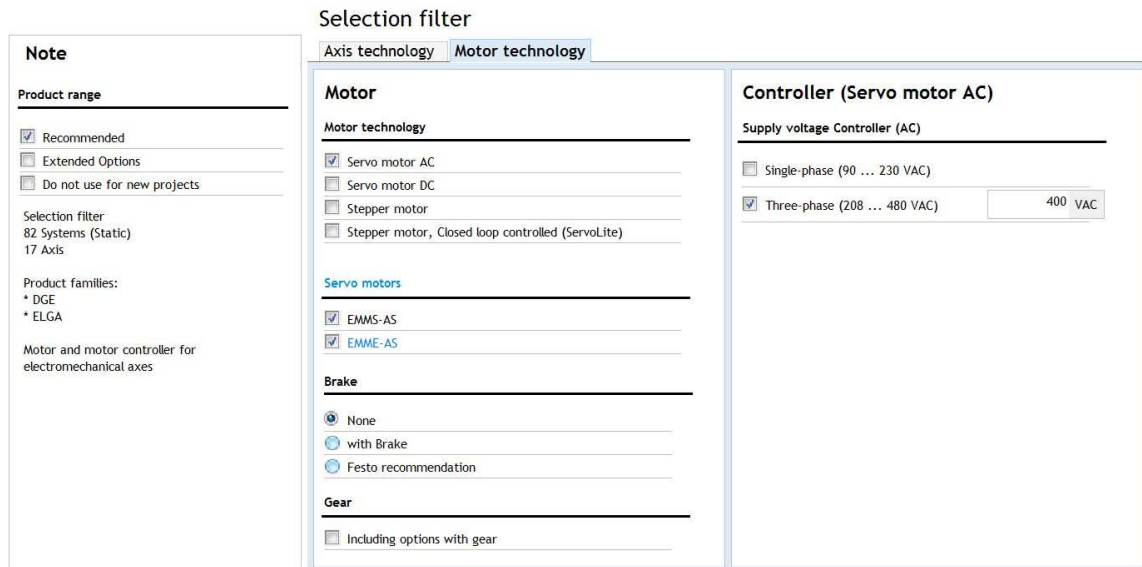 Selection filter
Note
Product range
Recommended
Extended Options
Do not use for new projects
Selection filter
82 Systems (Static)
17 Axis
Product families:
* DGE
* ELGA
Motor and motor controller for
electromechanical axes
Axis technology
Motor technology
Motor
Motor technology
Servo motor AC
Servo motor DC
Stepper motor
Stepper motor, Closed loop controlled (ServoLite)
Servo motors
EMMS-AS
EMME-AS
Brake
None
with Brake
Festo recommendation
Gear
Including options with gear
Controller (Servo motor AC)
Supply voltage Controller (AC)
Single-phase (90 ... 230 VAC)
Three-phase (208 ... 480 VAC) 400 VAC